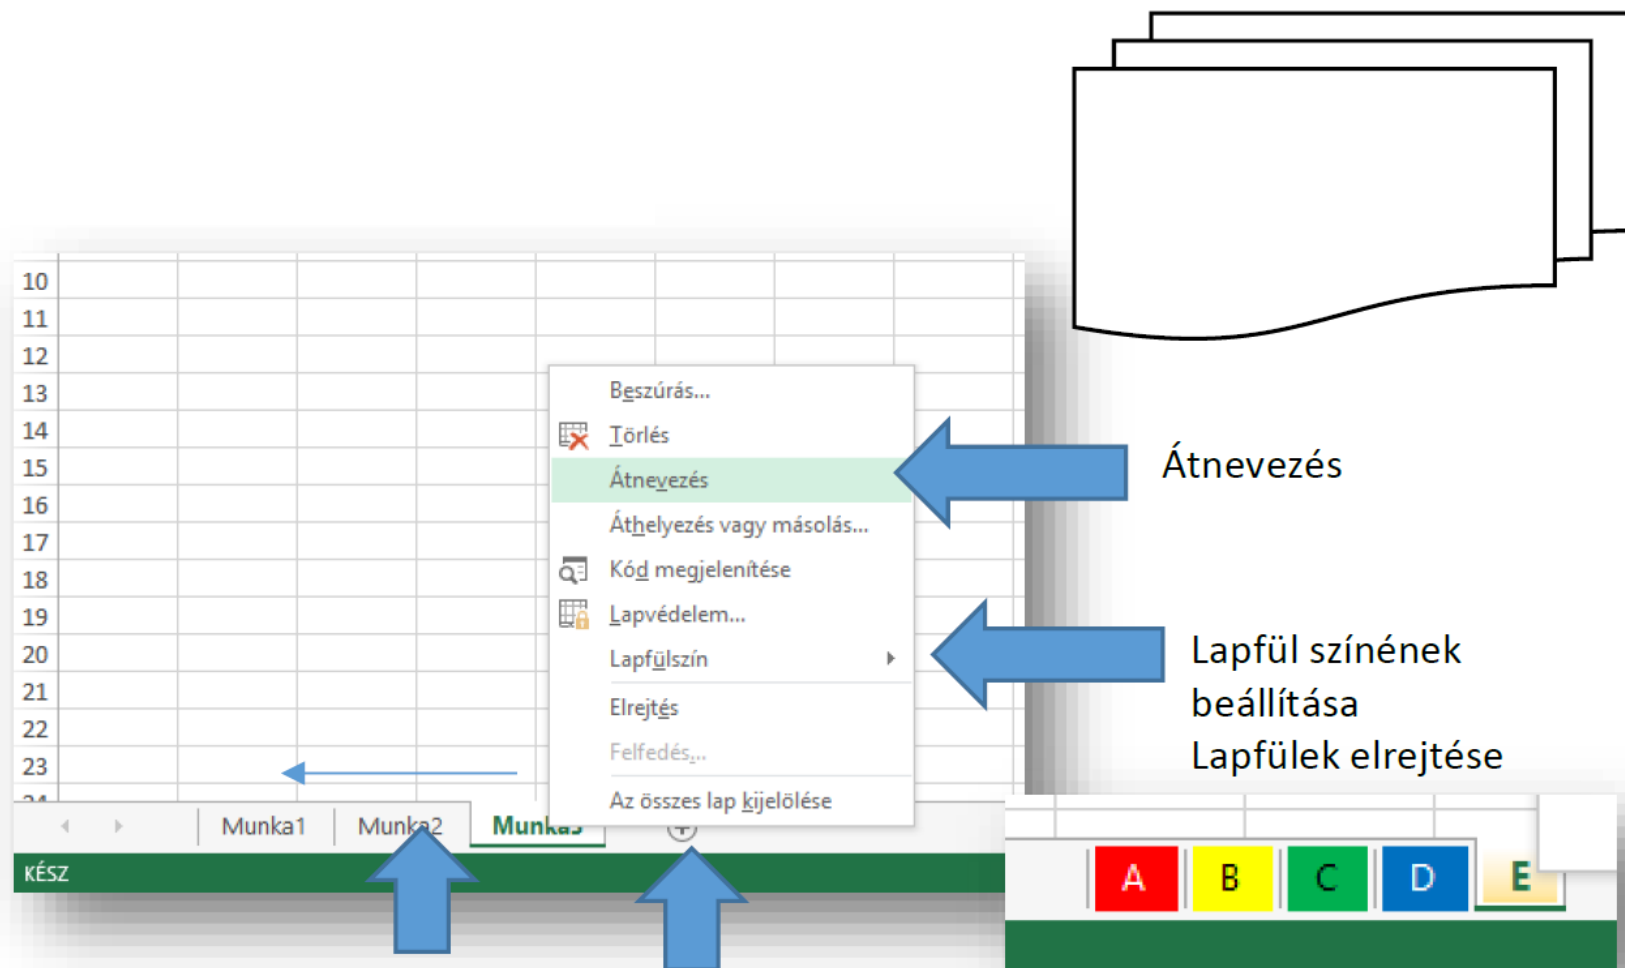 10
11
12
13
14
15
16
17
18
19
20
21
22
23
24
Beszúrás...
Törlés
Átnevezés
Áthelyezés vagy másolás...
Kód megjelenítése
Lapvédelem...
Lapfülszín
Elrejtés
Felfedés...
Az összes lap kijelölése
Munka1 Munka2 Munka3
KÉSZ
Átnevezés
Lapfül színének
beállítása
Lapfülek elrejtése
A B C D E